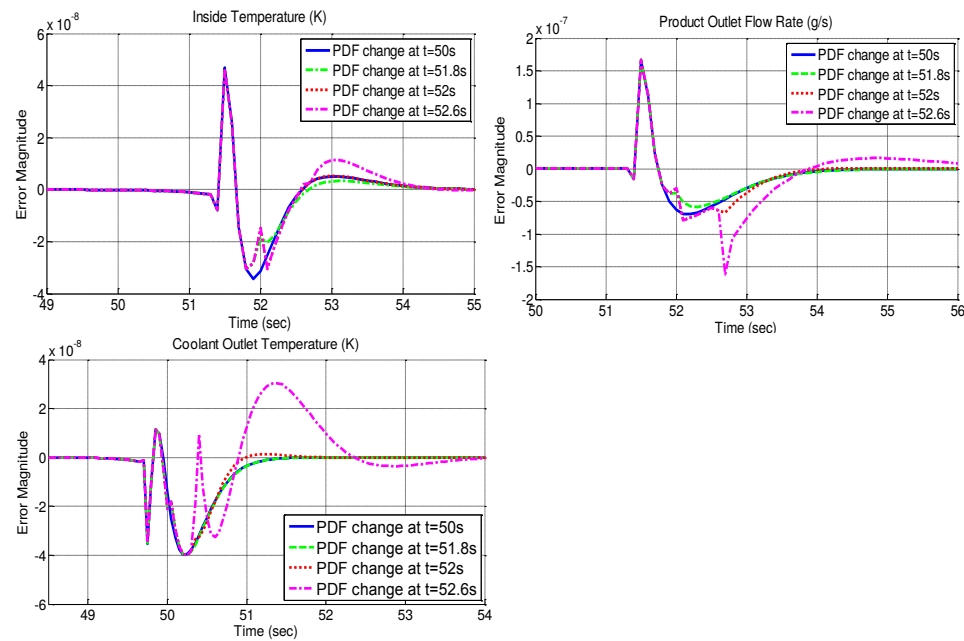 Inside Temperature (K)
x 10^-8
6
4
2
0
-2
-4
Error Magnitude
49 50 51 52 53 54 55
Time (sec)
PDF change at t=50s
PDF change at t=51.8s
PDF change at t=52s
PDF change at t=52.6s
Product Outlet Flow Rate (g/s)
x 10^-7
2
1.5
1
0.5
0
-0.5
-1
-1.5
-2
Error Magnitude
50 51 52 53 54 55 56
Time (sec)
PDF change at t=50s
PDF change at t=51.8s
PDF change at t=52s
PDF change at t=52.6s
Coolant Outlet Temperature (K)
x 10^-8
4
2
0
-2
-4
-6
Error Magnitude
49 50 51 52 53 54
Time (sec)
PDF change at t=50s
PDF change at t=51.8s
PDF change at t=52s
PDF change at t=52.6s